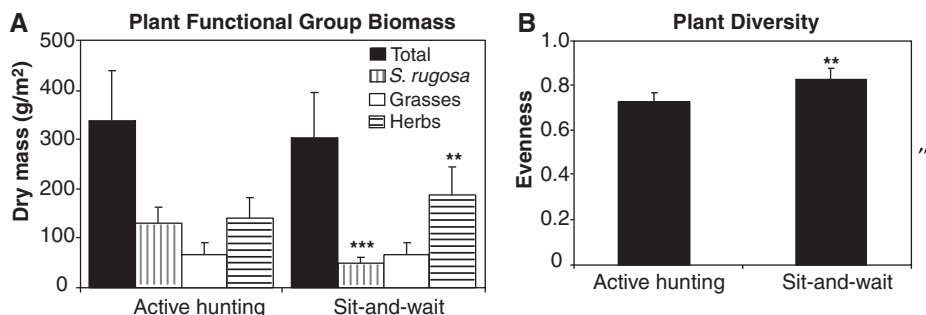 A Plant Functional Group Biomass
500
400
300
200
100
0
Dry mass (g/m²)
Total
S. rugosa
Grasses
Herbs
***
**
Active hunting Sit-and-wait
B Plant Diversity
1.0
0.8
0.6
0.4
0.2
0
Evenness
**
Active hunting Sit-and-wait
"